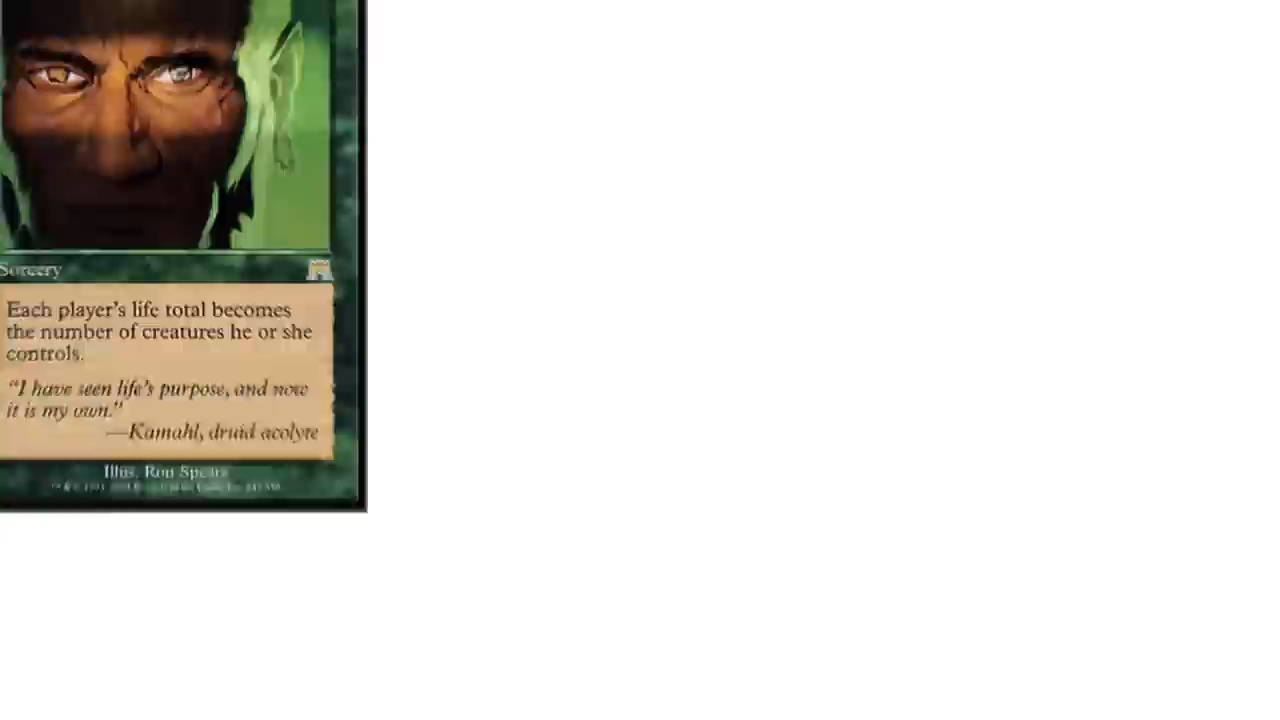 Sorcery
Each player's life total becomes
the number of creatures he or she
controls.
"I have seen life's purpose, and now
it is my own."
—Kamahl, druid acolyte
Illus. Ron Spears